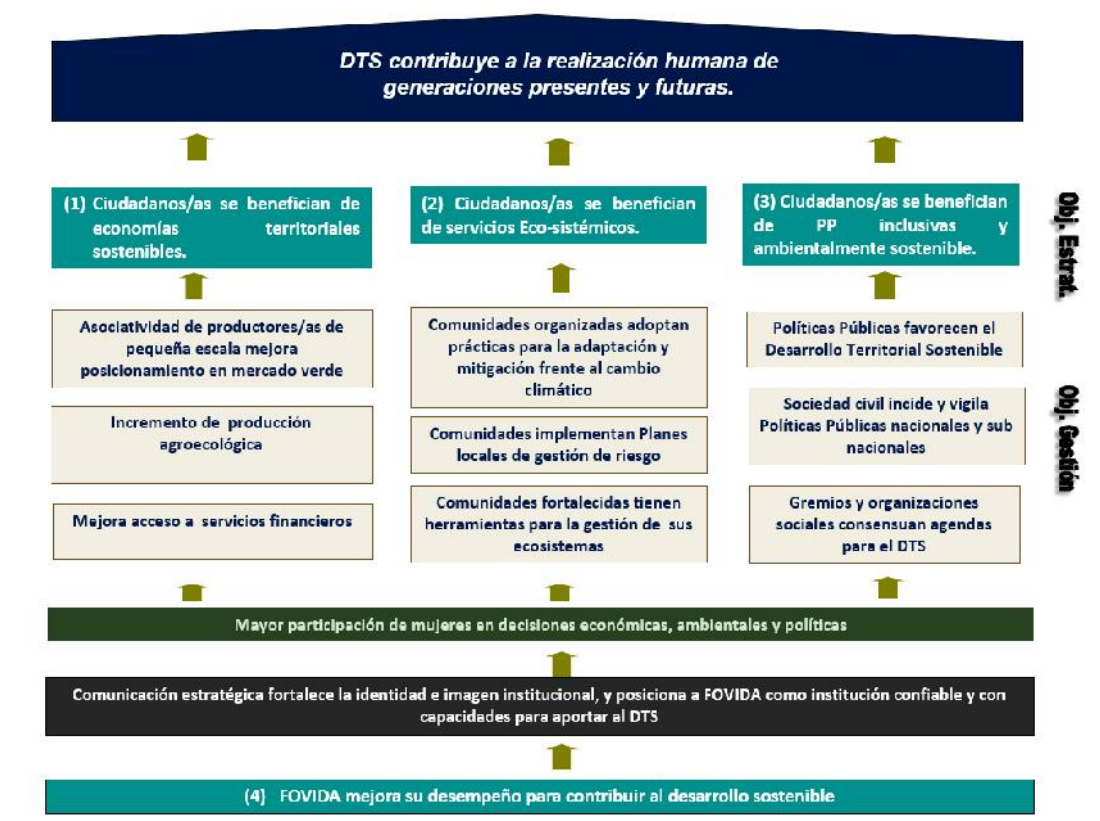 DTS contribuye a la realización humana de
generaciones presentes y futuras.
(1) Ciudadanos/as se benefician de
economías territoriales
sostenibles.
(2) Ciudadanos/as se benefician
de servicios Eco-sistémicos.
(3) Ciudadanos/as se benefician
de PP inclusivas y
ambientalmente sostenible.
Obj. Estrat.
Asociatividad de productores/as de
pequeña escala mejora
posicionamiento en mercado verde
Incremento de producción
agroecológica
Mejora acceso a servicios financieros
Comunidades organizadas adoptan
prácticas para la adaptación y
mitigación frente al cambio
climático
Comunidades implementan Planes
locales de gestión de riesgo
Comunidades fortalecidas tienen
herramientas para la gestión de sus
ecosistemas
Políticas Públicas favorecen el
Desarrollo Territorial Sostenible
Sociedad civil incide y vigila
Políticas Públicas nacionales y sub
nacionales
Gremios y organizaciones
sociales consensuan agendas
para el DTS
Obj. Gestión
Mayor participación de mujeres en decisiones económicas, ambientales y políticas
Comunicación estratégica fortalece la identidad e imagen institucional, y posiciona a FOVIDA como institución confiable y con
capacidades para aportar al DTS
(4) FOVIDA mejora su desempeño para contribuir al desarrollo sostenible